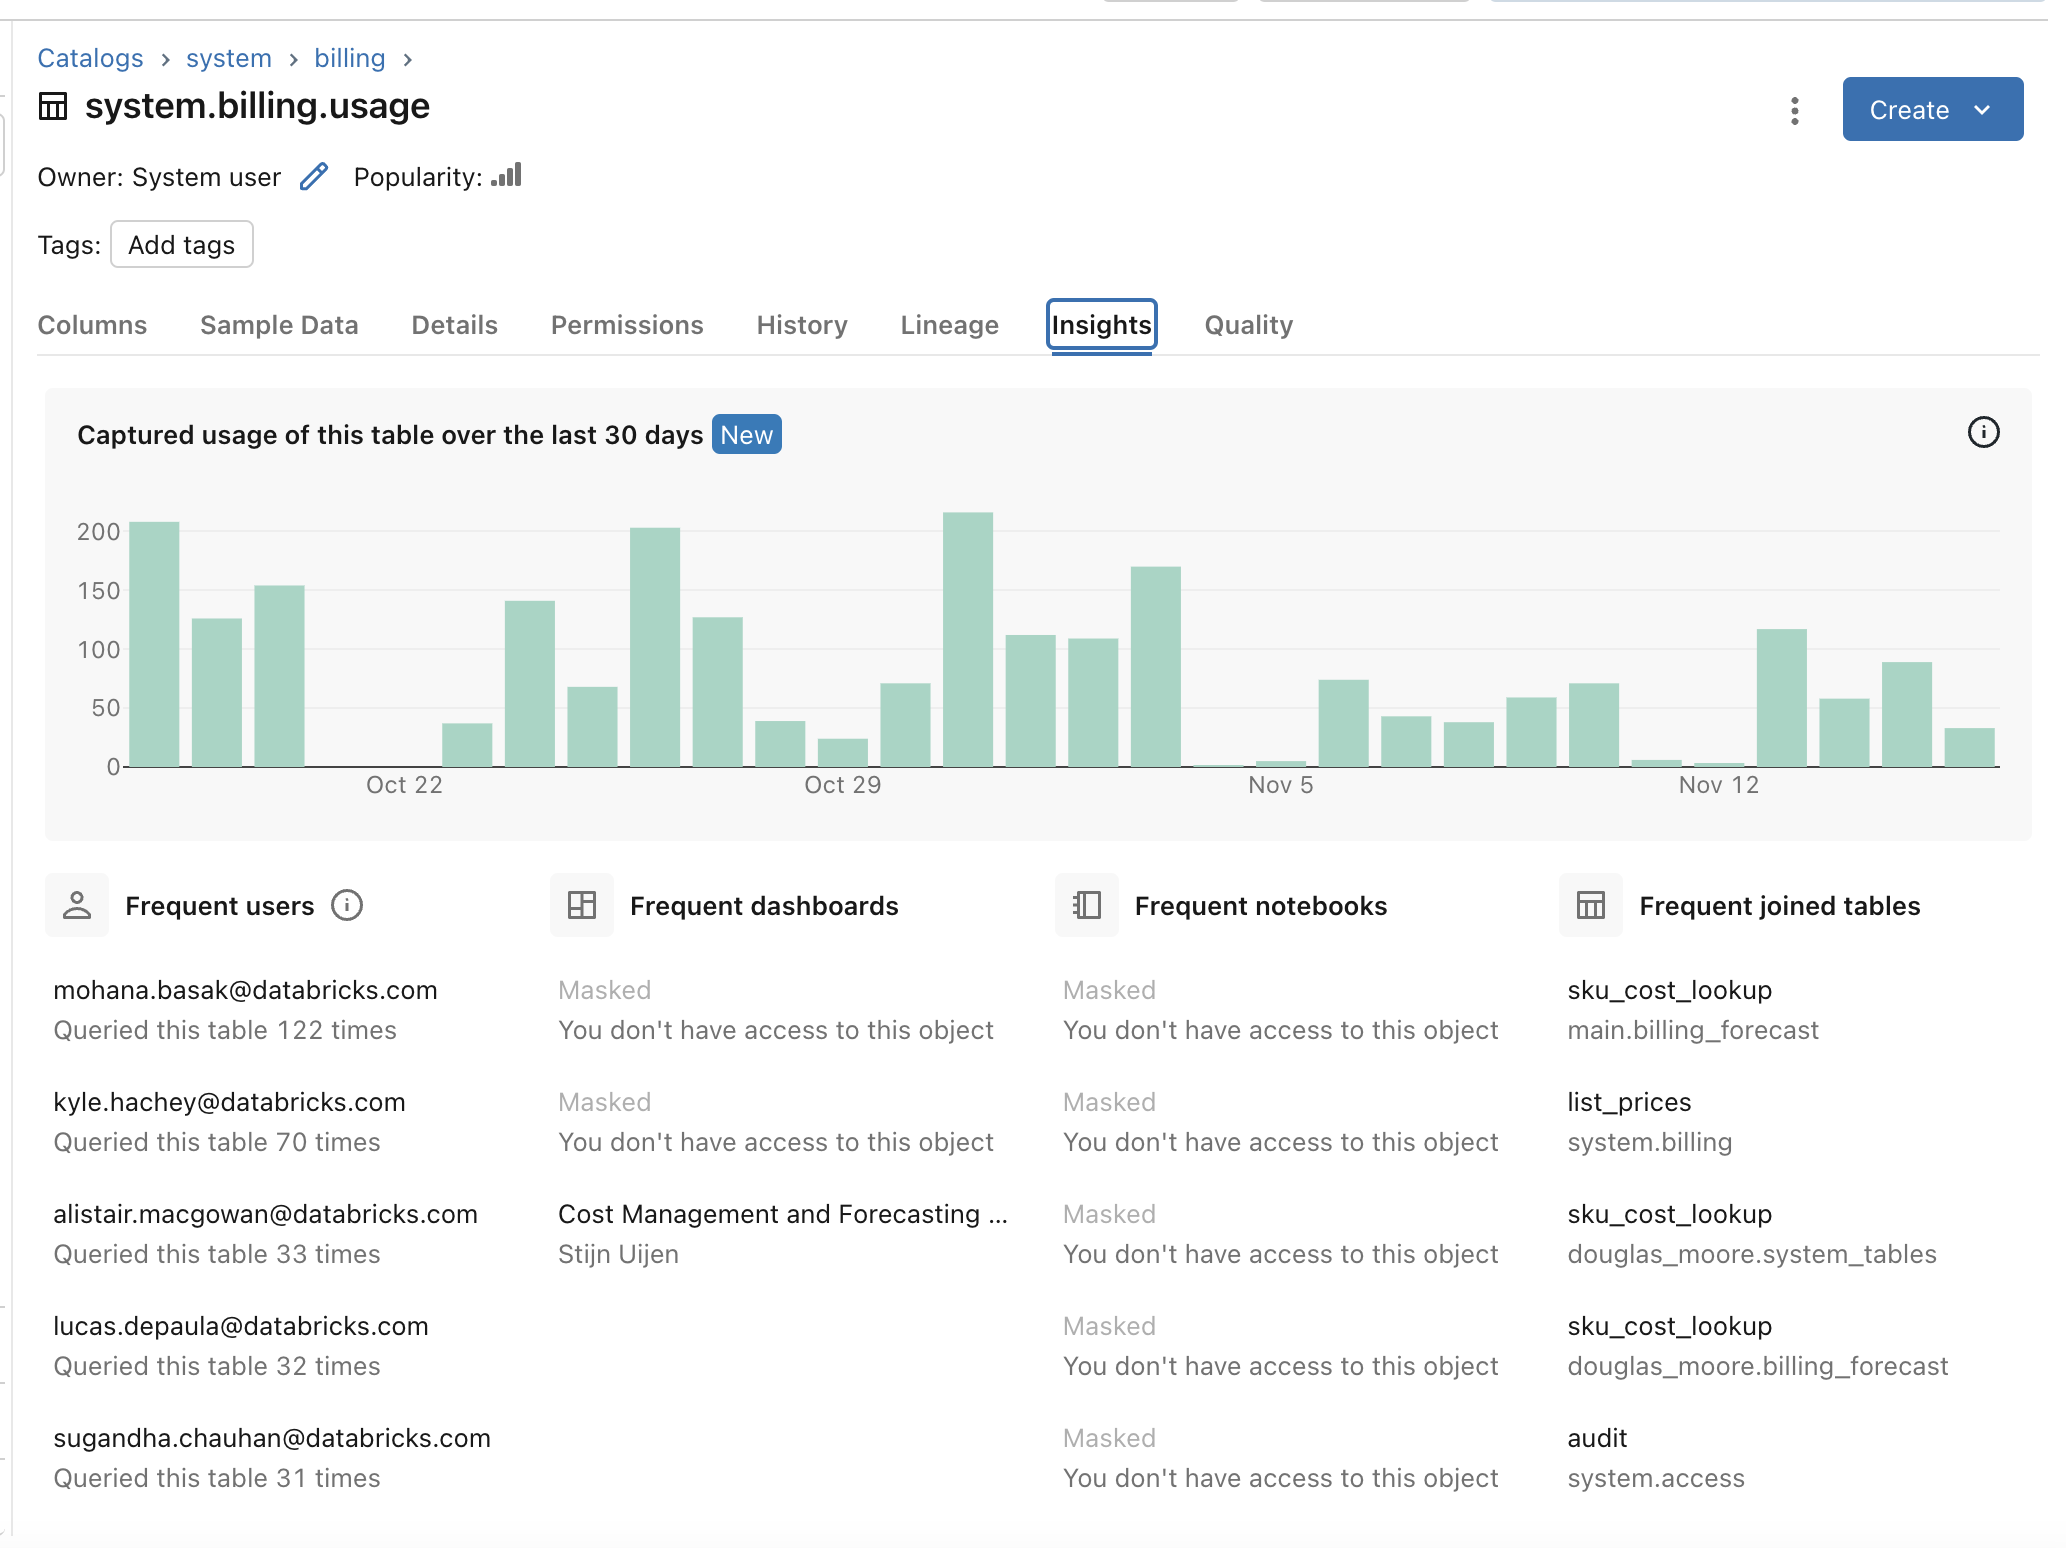 Catalogs › system › billing ›
system.billing.usage
Create
Owner: System user Popularity:
Tags: Add tags
Columns Sample Data Details Permissions History Lineage Insights Quality
Captured usage of this table over the last 30 days New
200
150
100
50
0
Oct 22 Oct 29 Nov 5 Nov 12
Frequent users
mohana.basak@databricks.com
Queried this table 122 times
kyle.hachey@databricks.com
Queried this table 70 times
alistair.macgowan@databricks.com
Queried this table 33 times
lucas.depaula@databricks.com
Queried this table 32 times
sugandha.chauhan@databricks.com
Queried this table 31 times
Frequent dashboards
Masked
You don't have access to this object
Masked
You don't have access to this object
Cost Management and Forecasting ...
Stijn Uijen
Frequent notebooks
Masked
You don't have access to this object
Masked
You don't have access to this object
Masked
You don't have access to this object
Masked
You don't have access to this object
Masked
You don't have access to this object
Frequent joined tables
sku_cost_lookup
main.billing_forecast
list_prices
system.billing
sku_cost_lookup
douglas_moore.system_tables
sku_cost_lookup
douglas_moore.billing_forecast
audit
system.access